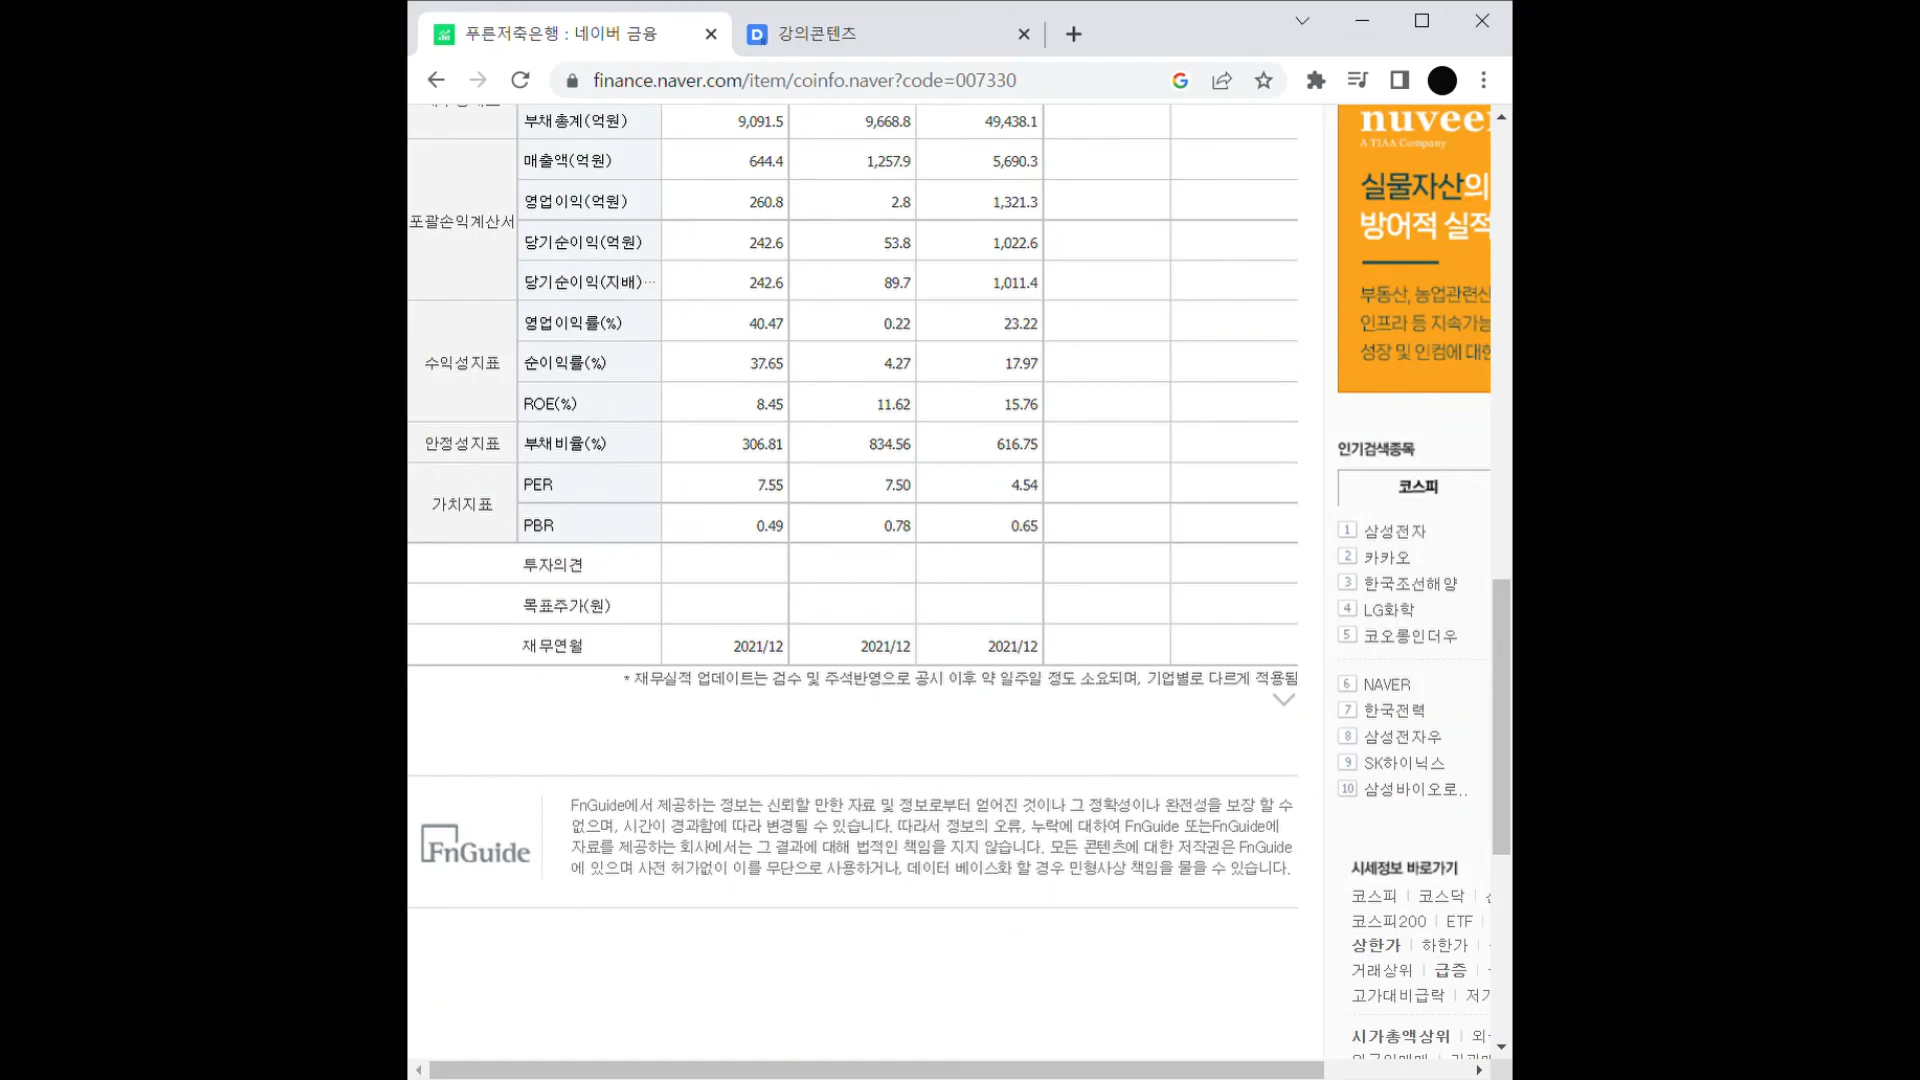 푸른저축은행 : 네이버 금융
강의콘텐츠
finance.naver.com/item/coinfo.naver?code=007330
부채총계(억원) 9,091.5 9,668.8 49,438.1
포괄손익계산서
매출액(억원) 644.4 1,257.9 5,690.3
영업이익(억원) 260.8 2.8 1,321.3
당기순이익(억원) 242.6 53.8 1,022.6
당기순이익(지배)… 242.6 89.7 1,011.4
수익성지표
영업이익률(%) 40.47 0.22 23.22
순이익률(%) 37.65 4.27 17.97
ROE(%) 8.45 11.62 15.76
안정성지표 부채비율(%) 306.81 834.56 616.75
가치지표
PER 7.55 7.50 4.54
PBR 0.49 0.78 0.65
투자의견
목표주가(원)
재무연월 2021/12 2021/12 2021/12
* 재무실적 업데이트는 검수 및 주석반영으로 공시 이후 약 일주일 정도 소요되며, 기업별로 다르게 적용됨
FnGuide
FnGuide에서 제공하는 정보는 신뢰할 만한 자료 및 정보로부터 얻어진 것이나 그 정확성이나 완전성을 보장 할 수
없으며, 시간이 경과함에 따라 변경될 수 있습니다. 따라서 정보의 오류, 누락에 대하여 FnGuide 또는FnGuide에
자료를 제공하는 회사에서는 그 결과에 대해 법적인 책임을 지지 않습니다. 모든 콘텐츠에 대한 저작권은 FnGuide
에 있으며 사전 허가없이 이를 무단으로 사용하거나, 데이터 베이스화 할 경우 민형사상 책임을 물을 수 있습니다.
nuvee
A TIAA Company
실물자산의
방어적 실적
부동산, 농업관련
인프라 등 지속가능
성장 및 인컴에 대한
인기검색종목
코스피
1 삼성전자
2 카카오
3 한국조선해양
4 LG화학
5 코오롱인더우
6 NAVER
7 한국전력
8 삼성전자우
9 SK하이닉스
10 삼성바이오로..
시세정보 바로가기
코스피 | 코스닥 |
코스피200 | ETF |
상한가 | 하한가 |
거래상위 | 급증 |
고가대비급락 |
시가총액상위 |